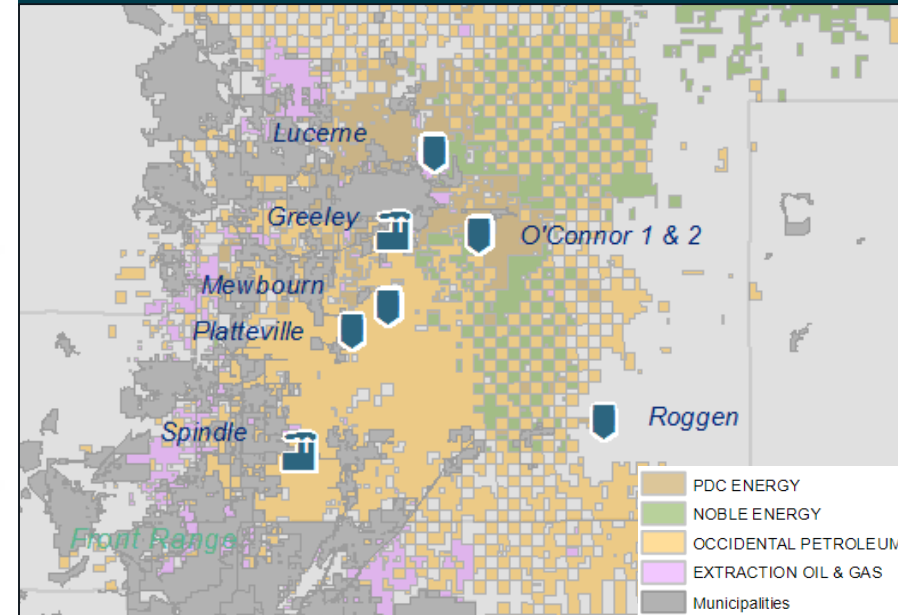 Lucerne
Greeley
O'Connor 1 & 2
Mewbourn
Platteville
Spindle
Roggen
Front Range
PDC ENERGY
NOBLE ENERGY
OCCIDENTAL PETROLEUM
EXTRACTION OIL & GAS
Municipalities